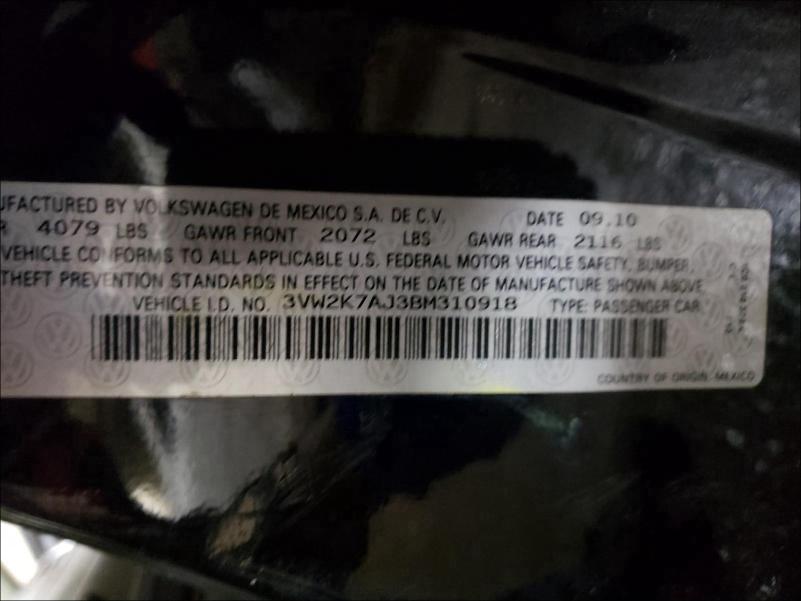 UFACTURED BY VOLKSWAGEN DE MEXICO S.A. DE C.V. DATE 09.10
R 4079 LBS GAWR FRONT 2072 LBS GAWR REAR 2116 LBS
VEHICLE CONFORMS TO ALL APPLICABLE U.S. FEDERAL MOTOR VEHICLE SAFETY, BUMPER,
THEFT PREVENTION STANDARDS IN EFFECT ON THE DATE OF MANUFACTURE SHOWN ABOVE
VEHICLE I.D. NO. 3VW2K7AJ3BM310918 TYPE: PASSENGER CAR
COUNTRY OF ORIGIN: MEXICO